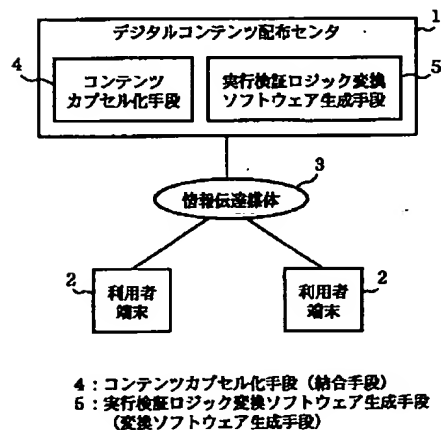 デジタルコンテンツ配布センタ
1
4
コンテンツ
カプセル化手段
実行検証ロジック変換
ソフトウェア生成手段
5
情報伝達媒体
3
2
利用者
端末
利用者
端末
2
4:コンテンツカプセル化手段(結合手段)
5:実行検証ロジック変換ソフトウェア生成手段
(変換ソフトウェア生成手段)